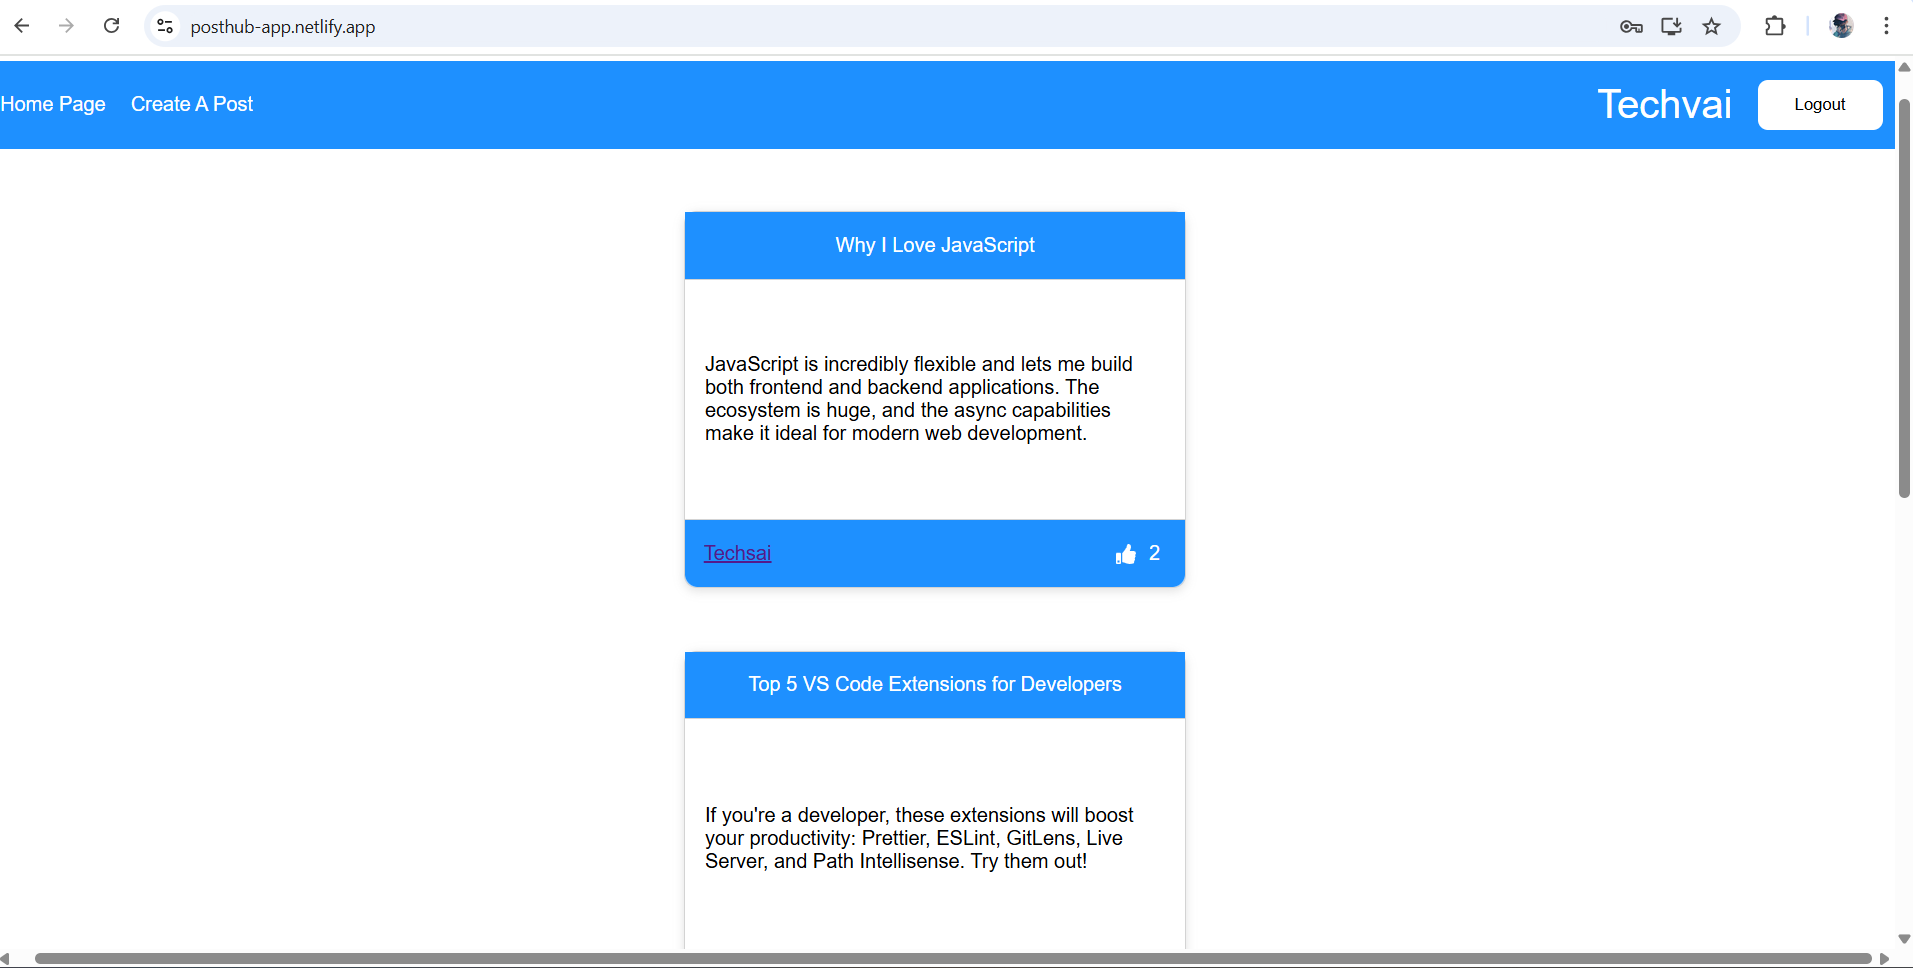 posthub-app.netlify.app
Home Page Create A Post Techvai Logout
Why I Love JavaScript
JavaScript is incredibly flexible and lets me build
both frontend and backend applications. The
ecosystem is huge, and the async capabilities
make it ideal for modern web development.
Techsai 2
Top 5 VS Code Extensions for Developers
If you're a developer, these extensions will boost
your productivity: Prettier, ESLint, GitLens, Live
Server, and Path Intellisense. Try them out!